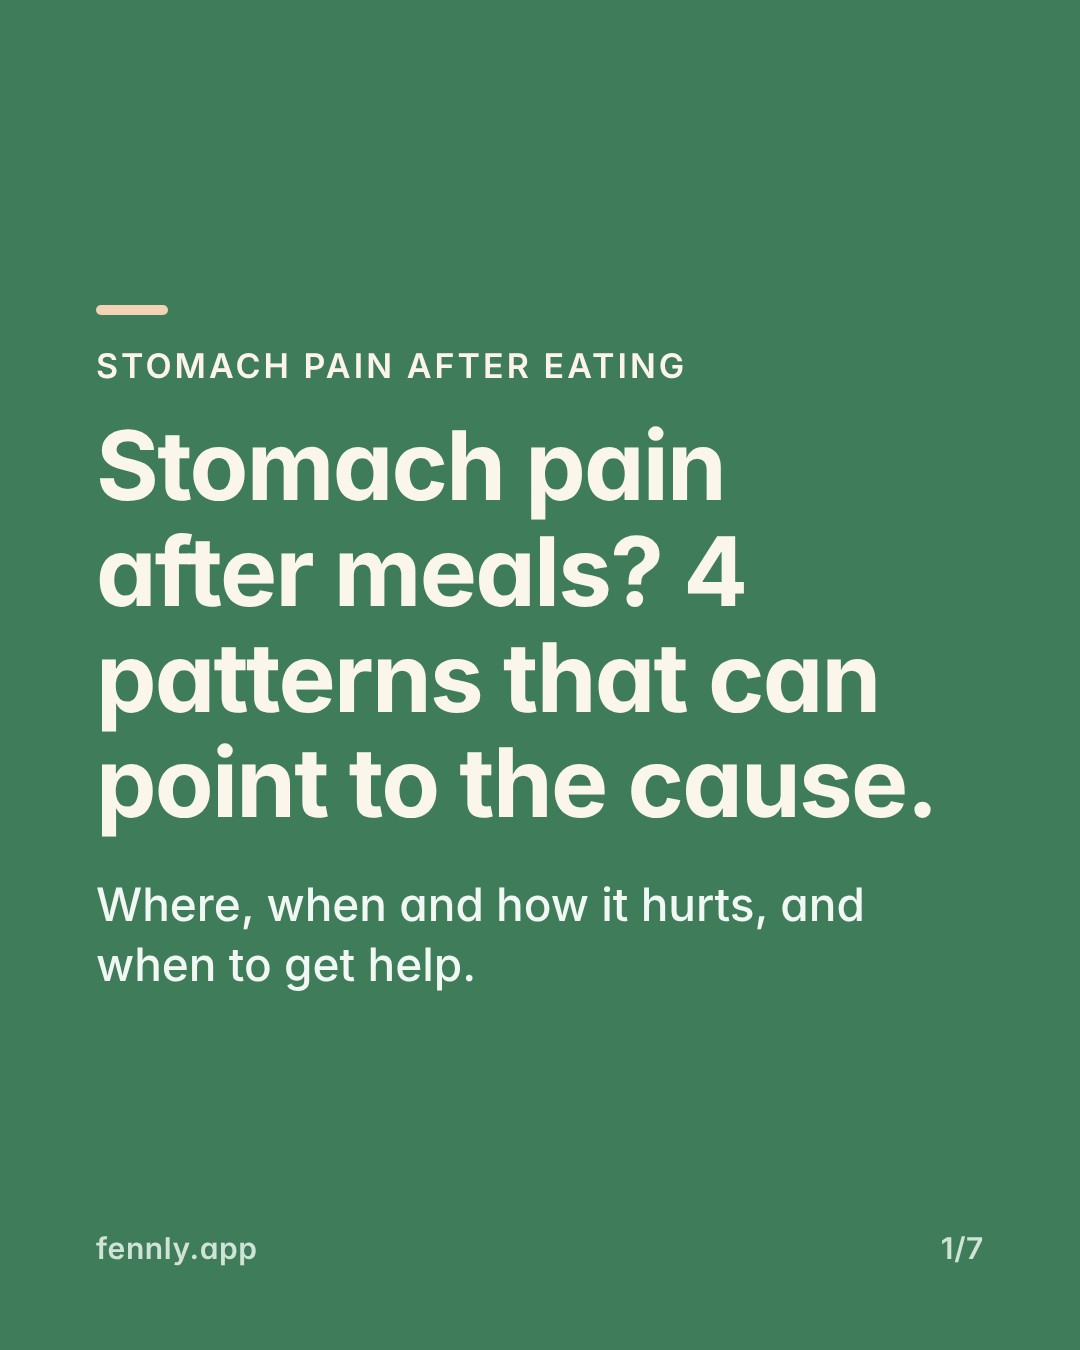 STOMACH PAIN AFTER EATING
Stomach pain
after meals? 4
patterns that can
point to the cause.
Where, when and how it hurts, and
when to get help.
fennly.app
1/7